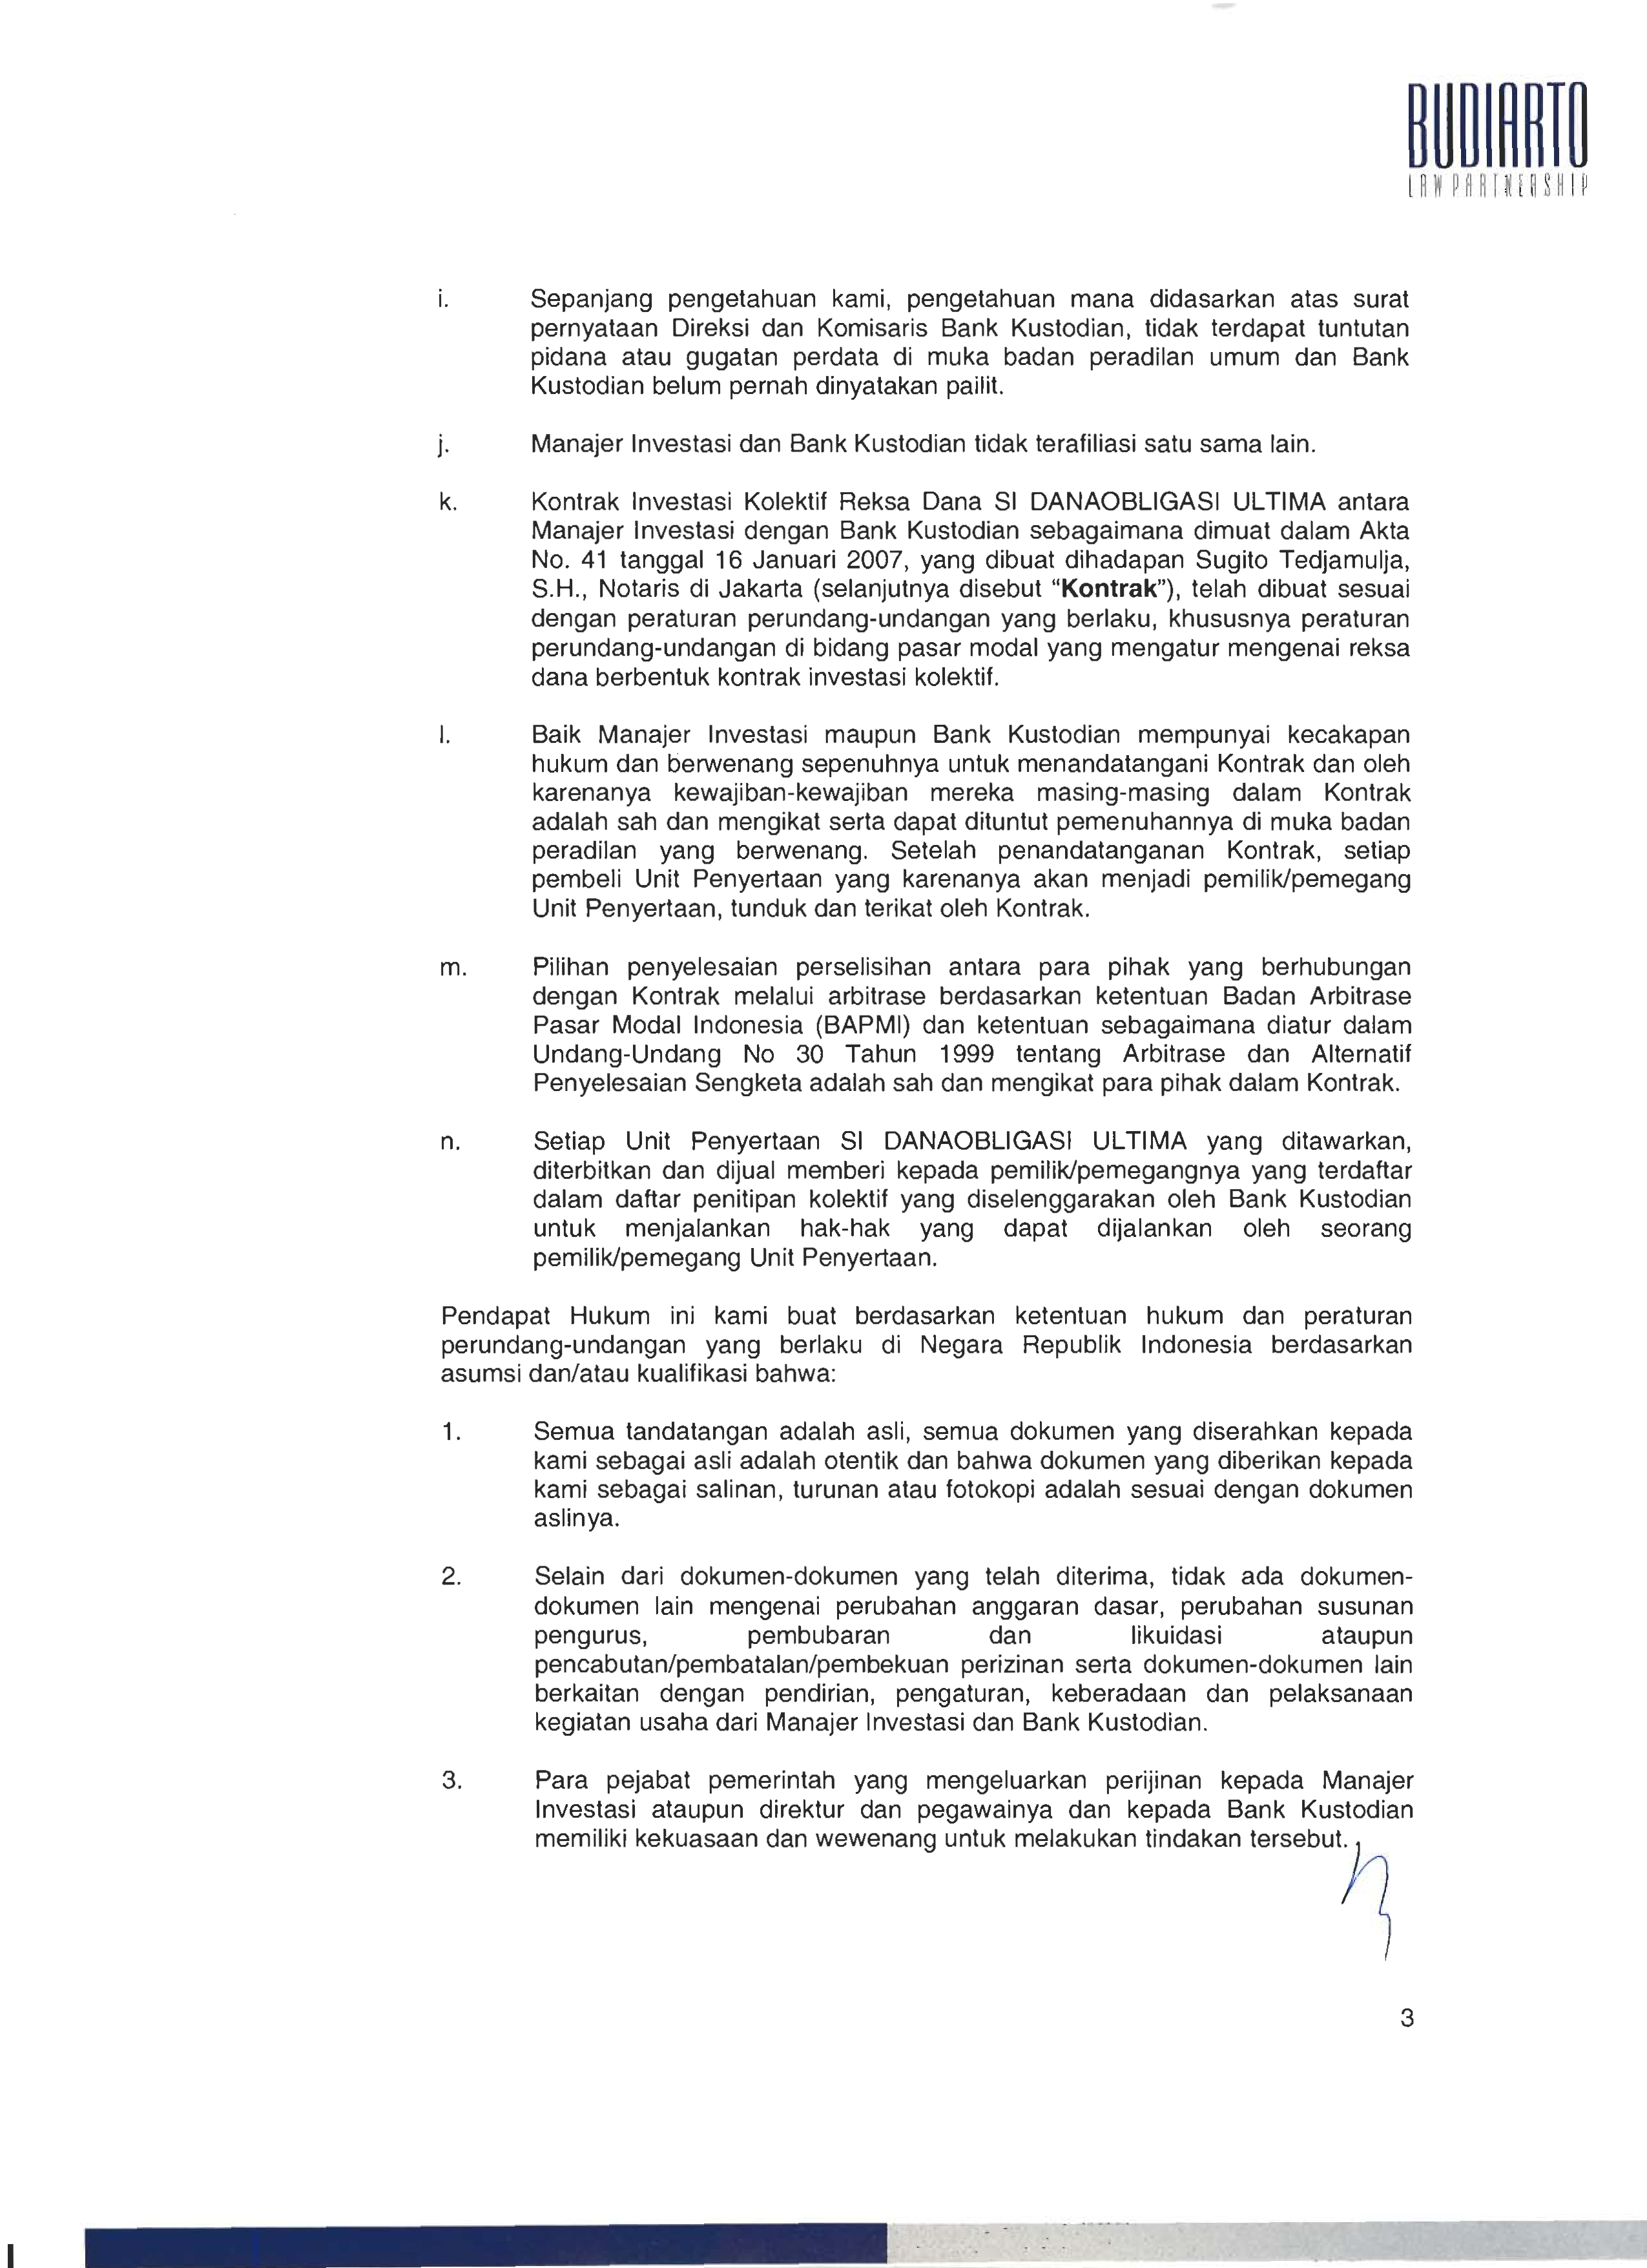 BUDIARTO
LAW PARTNERSHIP
i. Sepanjang pengetahuan kami, pengetahuan mana didasarkan atas surat
pernyataan Direksi dan Komisaris Bank Kustodian, tidak terdapat tuntutan
pidana atau gugatan perdata di muka badan peradilan umum dan Bank
Kustodian belum pernah dinyatakan pailit.
j. Manajer Investasi dan Bank Kustodian tidak terafiliasi satu sama lain.
k. Kontrak Investasi Kolektif Reksa Dana SI DANAOBLIGASI ULTIMA antara
Manajer Investasi dengan Bank Kustodian sebagaimana dimuat dalam Akta
No. 41 tanggal 16 Januari 2007, yang dibuat dihadapan Sugito Tedjamulja,
S.H., Notaris di Jakarta (selanjutnya disebut “Kontrak”), telah dibuat sesuai
dengan peraturan perundang-undangan yang berlaku, khususnya peraturan
perundang-undangan di bidang pasar modal yang mengatur mengenai reksa
dana berbentuk kontrak investasi kolektif.
l. Baik Manajer Investasi maupun Bank Kustodian mempunyai kecakapan
hukum dan berwenang sepenuhnya untuk menandatangani Kontrak dan oleh
karenanya kewajiban-kewajiban mereka masing-masing dalam Kontrak
adalah sah dan mengikat serta dapat dituntut pemenuhannya di muka badan
peradilan yang berwenang. Setelah penandatanganan Kontrak, setiap
pembeli Unit Penyertaan yang karenanya akan menjadi pemilik/pemegang
Unit Penyertaan, tunduk dan terikat oleh Kontrak.
m. Pilihan penyelesaian perselisihan antara para pihak yang berhubungan
dengan Kontrak melalui arbitrase berdasarkan ketentuan Badan Arbitrase
Pasar Modal Indonesia (BAPMI) dan ketentuan sebagaimana diatur dalam
Undang-Undang No 30 Tahun 1999 tentang Arbitrase dan Alternatif
Penyelesaian Sengketa adalah sah dan mengikat para pihak dalam Kontrak.
n. Setiap Unit Penyertaan SI DANAOBLIGASI ULTIMA yang ditawarkan,
diterbitkan dan dijual memberi kepada pemilik/pemegangnya yang terdaftar
dalam daftar penitipan kolektif yang diselenggarakan oleh Bank Kustodian
untuk menjalankan hak-hak yang dapat dijalankan oleh seorang
pemilik/pemegang Unit Penyertaan.
Pendapat Hukum ini kami buat berdasarkan ketentuan hukum dan peraturan
perundang-undangan yang berlaku di Negara Republik Indonesia berdasarkan
asumsi dan/atau kualifikasi bahwa:
1. Semua tandatangan adalah asli, semua dokumen yang diserahkan kepada
kami sebagai asli adalah otentik dan bahwa dokumen yang diberikan kepada
kami sebagai salinan, turunan atau fotokopi adalah sesuai dengan dokumen
aslinya.
2. Selain dari dokumen-dokumen yang telah diterima, tidak ada dokumen-
dokumen lain mengenai perubahan anggaran dasar, perubahan susunan
pengurus, pembubaran dan likuidasi ataupun
pencabutan/pembatalan/pembekuan perizinan serta dokumen-dokumen lain
berkaitan dengan pendirian, pengaturan, keberadaan dan pelaksanaan
kegiatan usaha dari Manajer Investasi dan Bank Kustodian.
3. Para pejabat pemerintah yang mengeluarkan perijinan kepada Manajer
Investasi ataupun direktur dan pegawainya dan kepada Bank Kustodian
memiliki kekuasaan dan wewenang untuk melakukan tindakan tersebut.
3